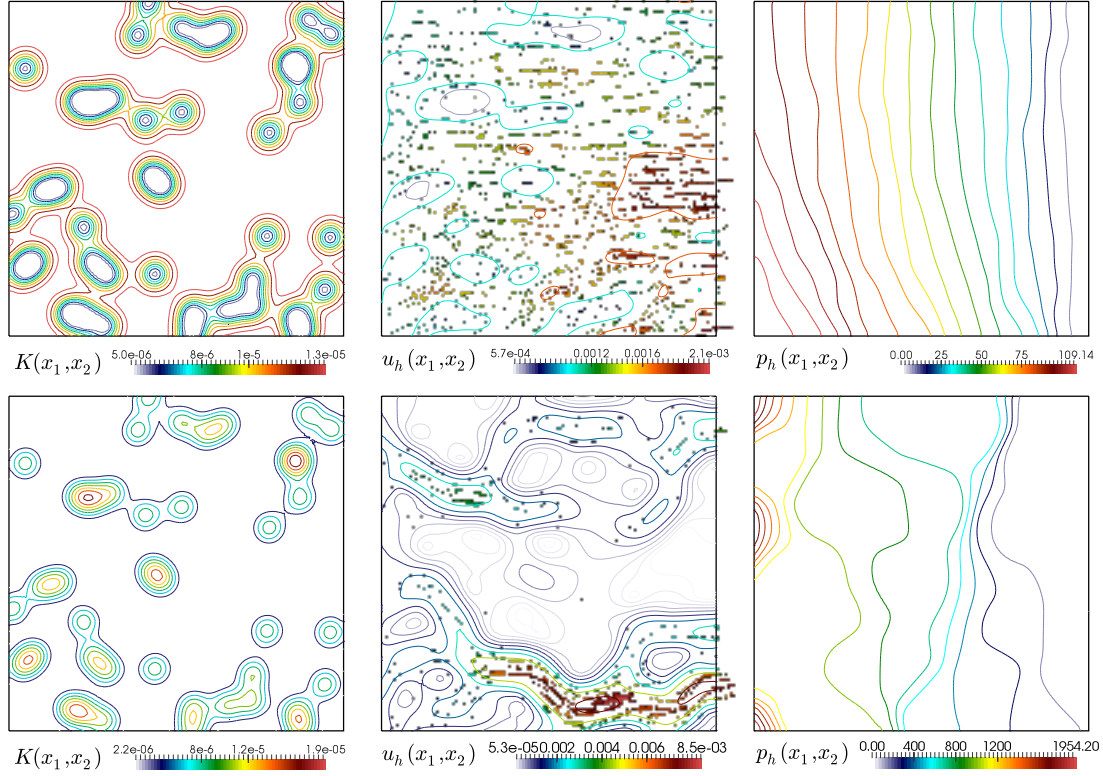 5.0e-06 8e-6 1e-5 1.3e-05
K(x₁,x₂)
5.7e-04 0.0012 0.0016 2.1e-03
uₕ(x₁,x₂)
0.00 25 50 75 109.14
pₕ(x₁,x₂)
2.2e-06 8e-6 1.2e-5 1.9e-05
K(x₁,x₂)
5.3e-050.002 0.004 0.006 8.5e-03
uₕ(x₁,x₂)
0.00 400 800 1200 1954.20
pₕ(x₁,x₂)